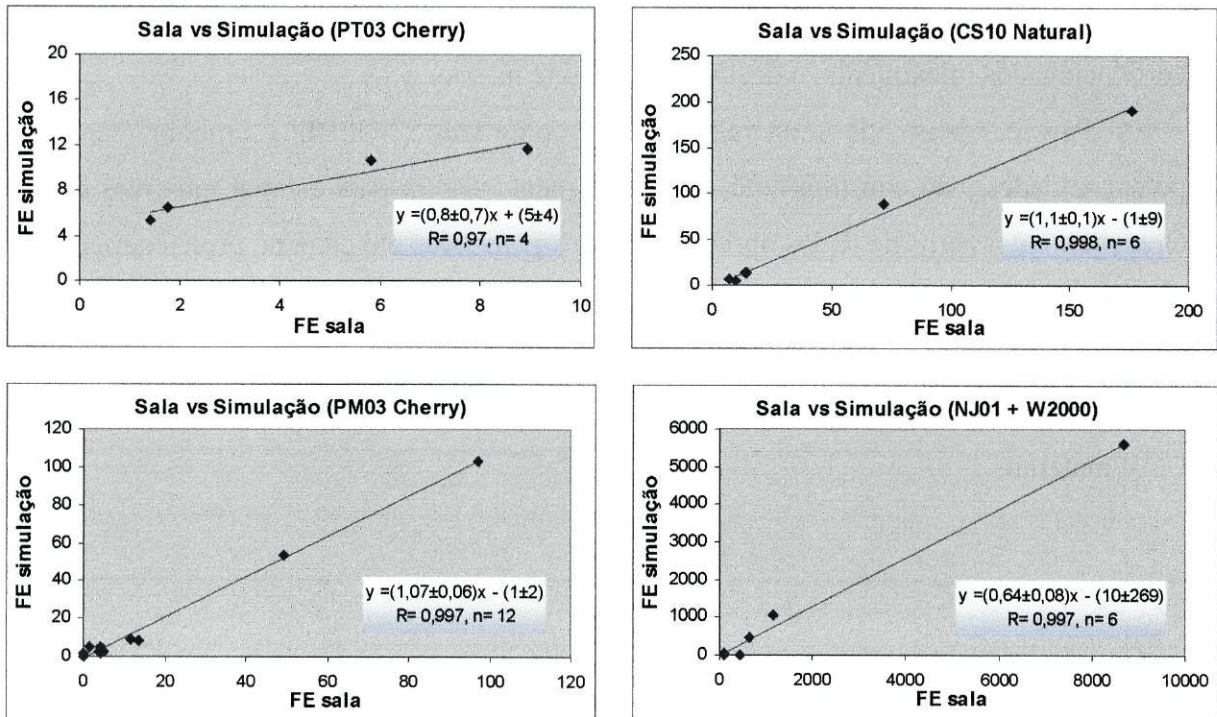 Sala vs Simulação (PT03 Cherry)
20
16
12
8
4
0
FE simulação
y =(0,8±0,7)x + (5±4)
R= 0,97, n= 4
0 2 4 6 8 10
FE sala
Sala vs Simulação (CS10 Natural)
250
200
150
100
50
0
FE simulação
y =(1,1±0,1)x - (1±9)
R= 0,998, n= 6
0 50 100 150 200
FE sala
Sala vs Simulação (PM03 Cherry)
120
100
80
60
40
20
0
FE simulação
y =(1,07±0,06)x - (1±2)
R= 0,997, n= 12
0 20 40 60 80 100 120
FE sala
Sala vs Simulação (NJ01 + W2000)
6000
5000
4000
3000
2000
1000
0
FE simulação
y =(0,64±0,08)x - (10±269)
R= 0,997, n= 6
0 2000 4000 6000 8000 10000
FE sala